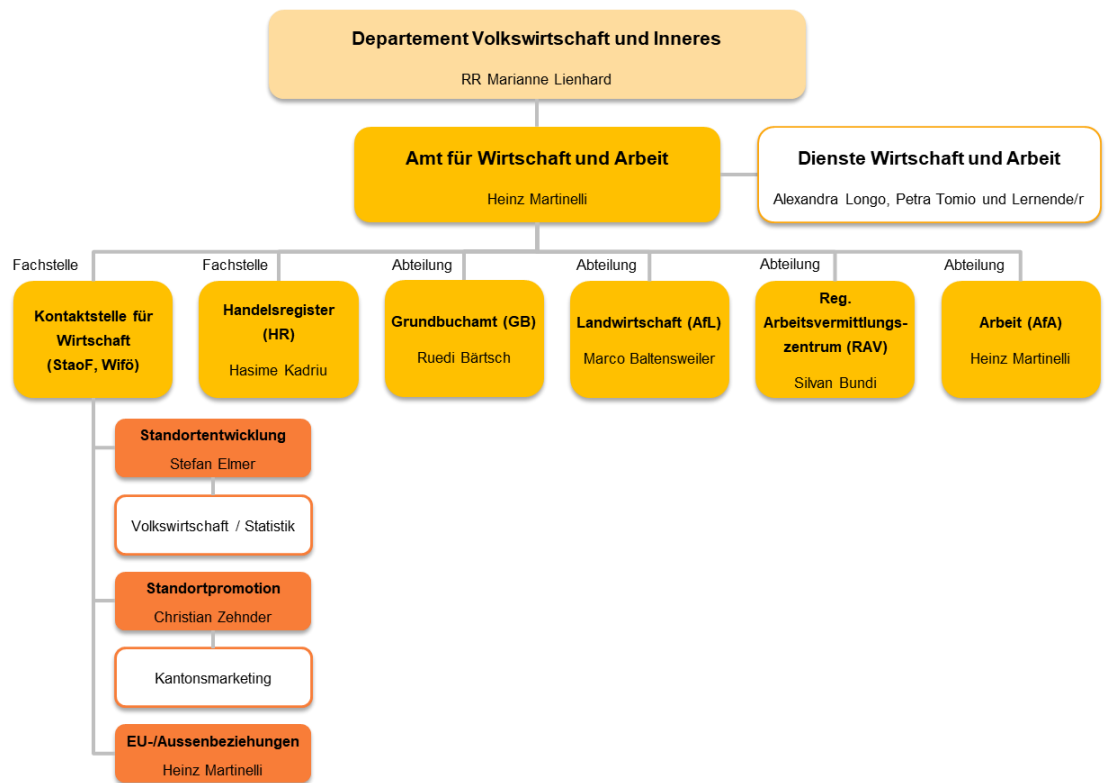 Departement Volkswirtschaft und Inneres
RR Marianne Lienhard
Amt für Wirtschaft und Arbeit
Heinz Martinelli
Dienste Wirtschaft und Arbeit
Alexandra Longo, Petra Tomio und Lernende/r
Fachstelle
Kontaktstelle für
Wirtschaft
(StaoF, Wifö)
Fachstelle
Handelsregister
(HR)
Hasime Kadriu
Abteilung
Grundbuchamt (GB)
Ruedi Bärtsch
Abteilung
Landwirtschaft (AfL)
Marco Baltensweiler
Abteilung
Reg.
Arbeitsvermittlungs-
zentrum (RAV)
Silvan Bundi
Abteilung
Arbeit (AfA)
Heinz Martinelli
Standortentwicklung
Stefan Elmer
Volkswirtschaft / Statistik
Standortpromotion
Christian Zehnder
Kantonsmarketing
EU-/Aussenbeziehungen
Heinz Martinelli